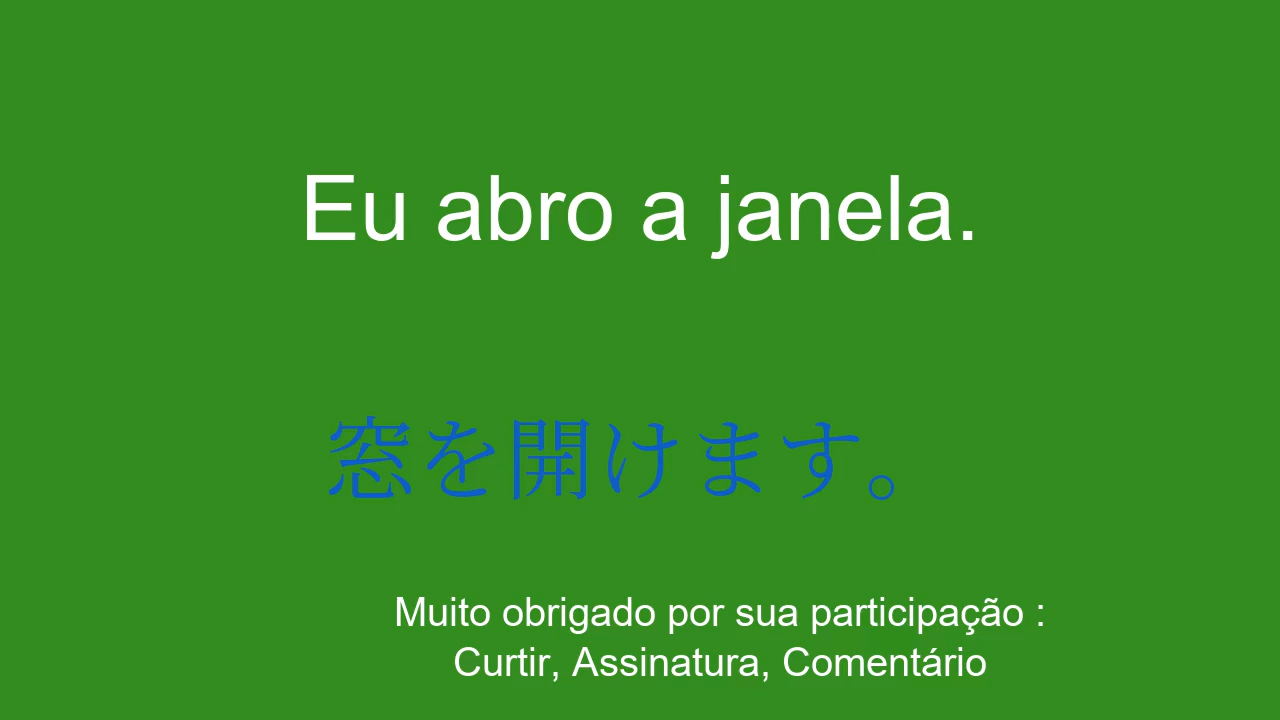 Eu abro a janela.
窓を開けます。
Muito obrigado por sua participação :
Curtir, Assinatura, Comentário